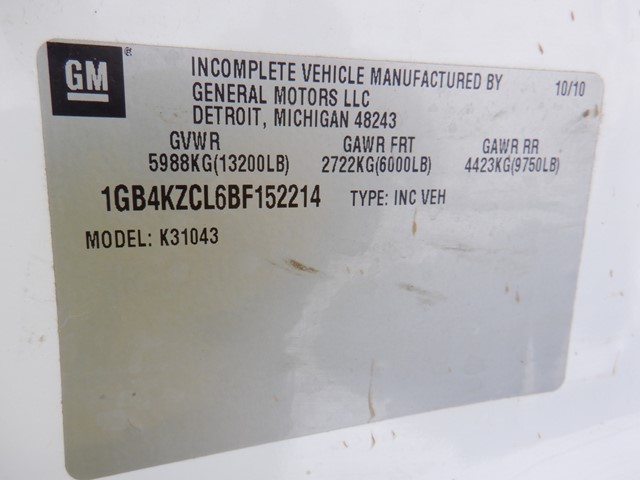 GM ®
INCOMPLETE VEHICLE MANUFACTURED BY 10/10
GENERAL MOTORS LLC
DETROIT, MICHIGAN 48243
GVWR GAWR FRT GAWR RR
5988KG(13200LB) 2722KG(6000LB) 4423KG(9750LB)
1GB4KZCL6BF152214 TYPE: INC VEH
MODEL: K31043